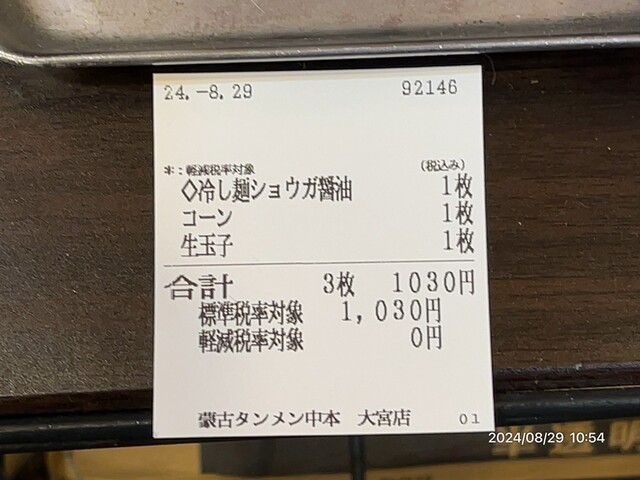 24.-8.29 92146
*:軽減税率対象 (税込み)
◇冷し麺ショウガ醤油 1枚
コーン 1枚
生玉子 1枚
合計 3枚 1030円
標準税率対象 1,030円
軽減税率対象 0円
蒙古タンメン中本 大宮店 01
2024/08/29 10:54